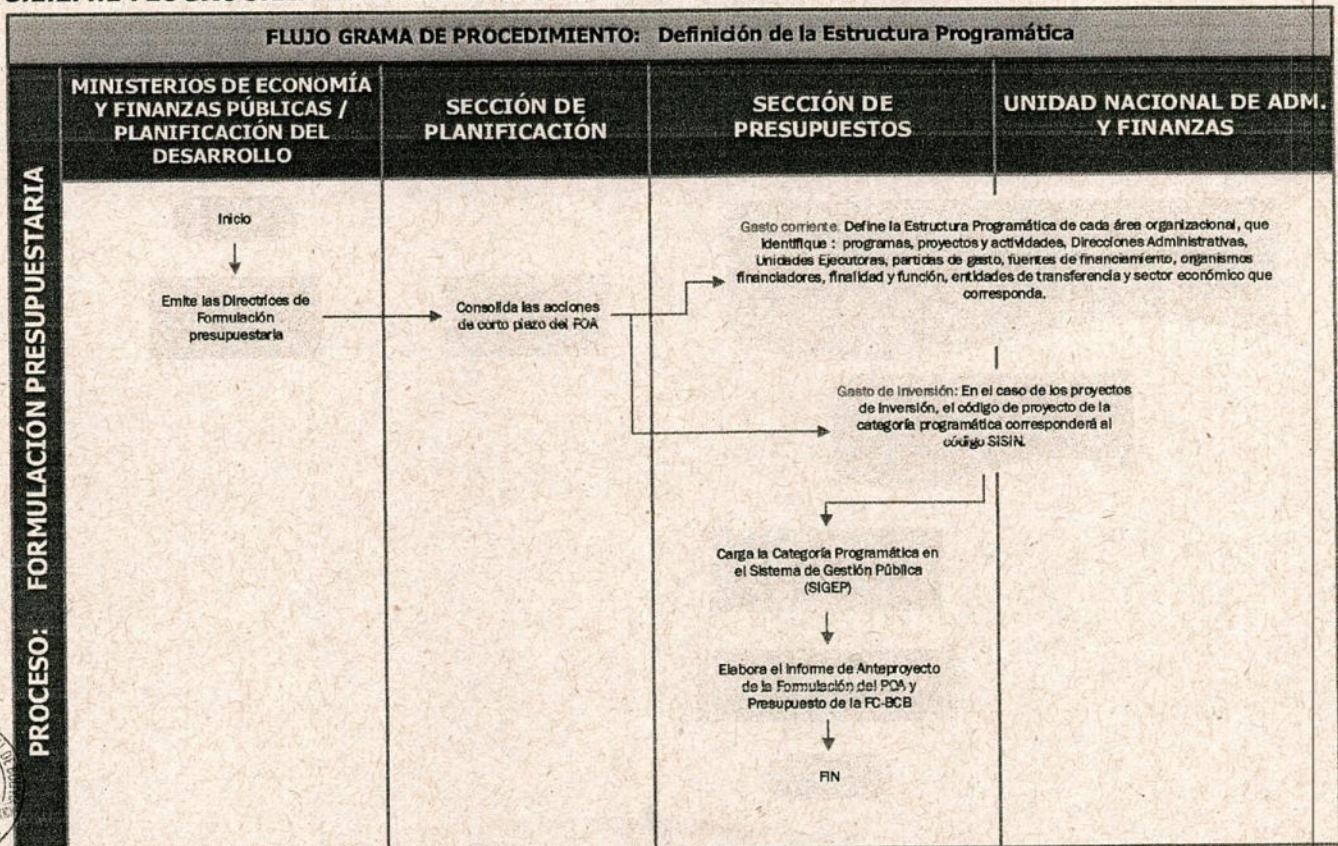 FLUJO GRAMA DE PROCEDIMIENTO: Definición de la Estructura Programática
MINISTERIOS DE ECONOMÍA
Y FINANZAS PÚBLICAS /
PLANIFICACIÓN DEL
DESARROLLO
SECCIÓN DE
PLANIFICACIÓN
SECCIÓN DE
PRESUPUESTOS
UNIDAD NACIONAL DE ADM.
Y FINANZAS
PROCESO: FORMULACIÓN PRESUPUESTARIA
Inicio
Emite las Directrices de
Formulación
presupuestaria
Consolida las acciones
de corto plazo del POA
Gasto corriente. Define la Estructura Programática de cada área organizacional, que
identifique : programas, proyectos y actividades, Direcciones Administrativas,
Unidades Ejecutoras, partidas de gasto, fuentes de financiamiento, organismos
financiadores, finalidad y función, entidades de transferencia y sector económico que
corresponda.
Gasto de Inversión: En el caso de los proyectos
de inversión, el código de proyecto de la
categoría programática corresponderá al
código SISIN.
Carga la Categoría Programática en
el Sistema de Gestión Pública
(SIGEP)
Elabora el Informe de Anteproyecto
de la Formulación del POA y
Presupuesto de la FC-BCB
FIN